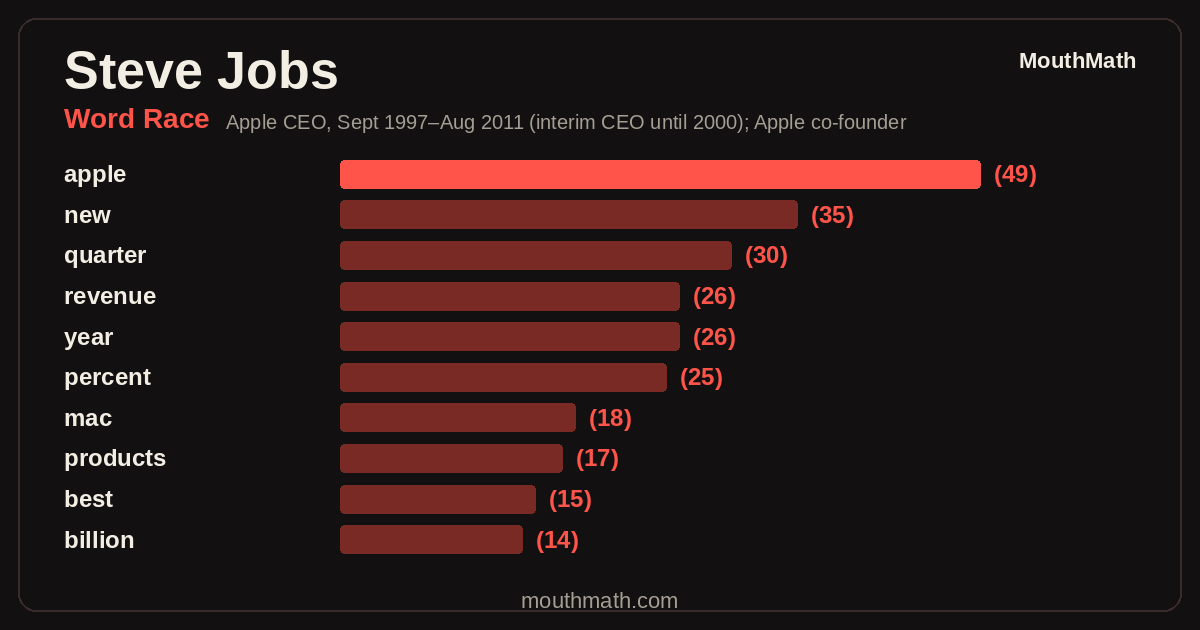 Steve Jobs
MouthMath
Word Race Apple CEO, Sept 1997–Aug 2011 (interim CEO until 2000); Apple co-founder
apple (49)
new (35)
quarter (30)
revenue (26)
year (26)
percent (25)
mac (18)
products (17)
best (15)
billion (14)
mouthmath.com